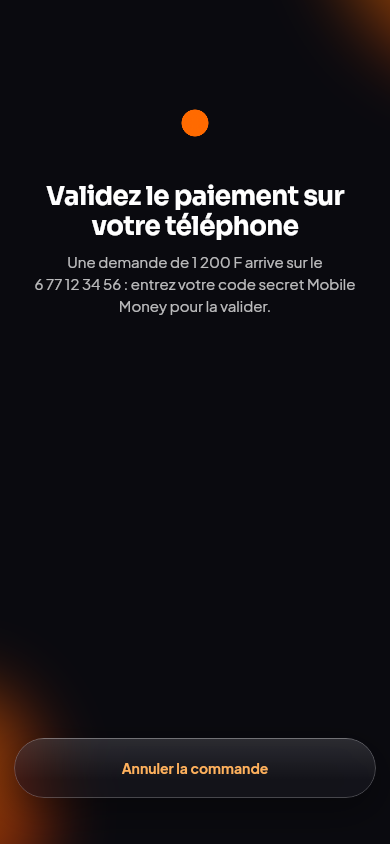 Validez le paiement sur
votre téléphone
Une demande de 1 200 F arrive sur le
6 77 12 34 56 : entrez votre code secret Mobile
Money pour la valider.
Annuler la commande